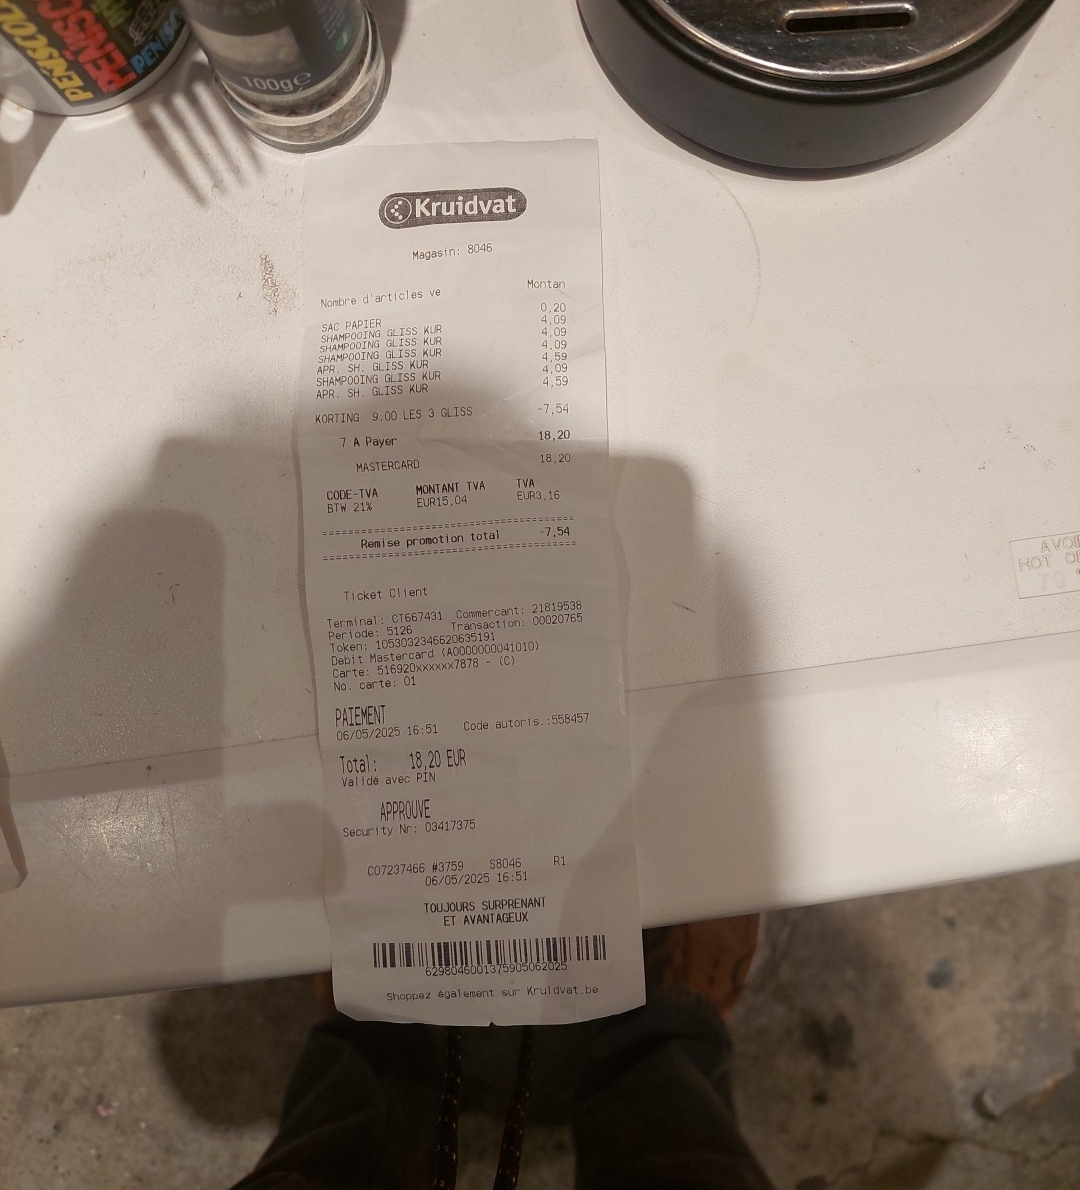 PENISCOLA
100g℮
Kruidvat
Magasin: 8046
Nombre d'articles ve Montan
SAC PAPIER 0,20
SHAMPOOING GLISS KUR 4,09
SHAMPOOING GLISS KUR 4,09
SHAMPOOING GLISS KUR 4,09
APR. SH. GLISS KUR 4,59
SHAMPOOING GLISS KUR 4,09
APR. SH. GLISS KUR 4,59
KORTING 9.00 LES 3 GLISS -7,54
7 A Payer 18,20
MASTERCARD 18,20
CODE-TVA MONTANT TVA TVA
BTW 21% EUR15,04 EUR3,16
Remise promotion total -7,54
Ticket Client
Terminal: CT667431 Commercant: 21819538
Periode: 5126 Transaction: 00020765
Token: 1053032346620635191
Debit Mastercard (A0000000041010)
Carte: 516920xxxxxx7878 - (C)
No. carte: 01
PAIEMENT
06/05/2025 16:51 Code autoris.:558457
Total: 18,20 EUR
Validé avec PIN
APPROUVE
Security Nr: 03417375
C07237466 #3759 S8046 R1
06/05/2025 16:51
TOUJOURS SURPRENANT
ET AVANTAGEUX
6298046001375905062025
Shoppez également sur Kruidvat.be
AVOI
HOT O
70